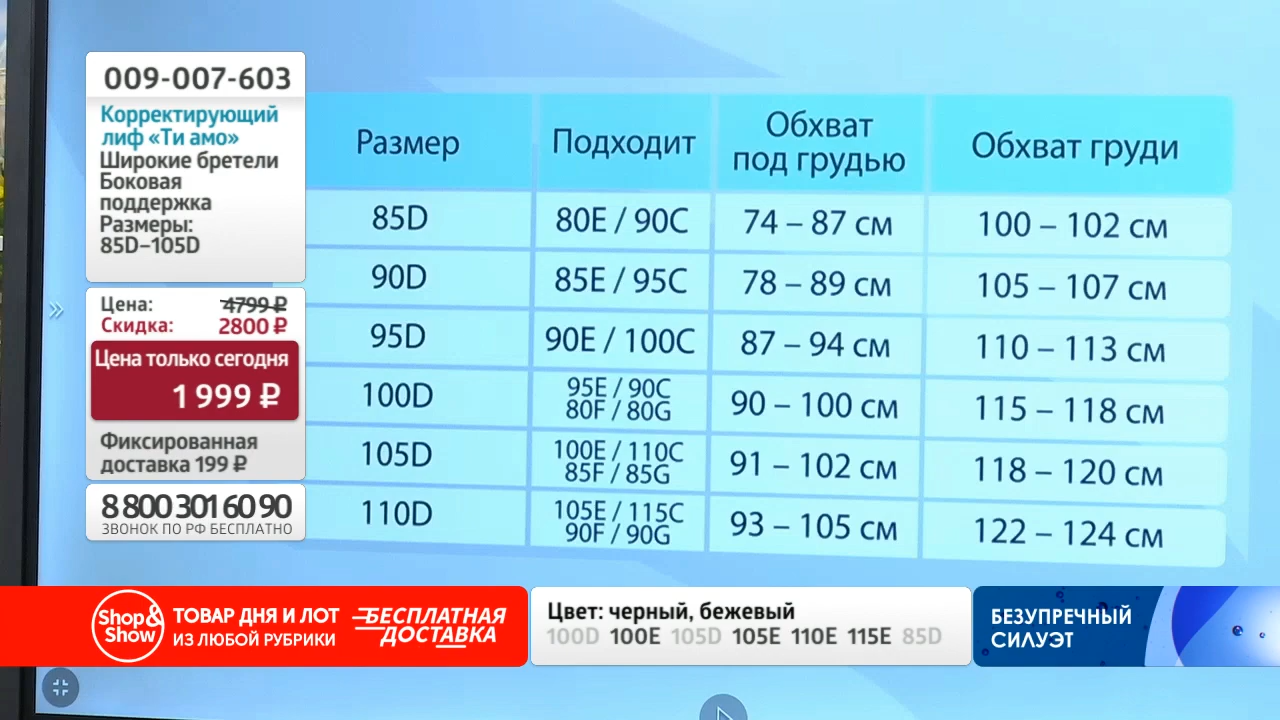 009-007-603
Корректирующий
лиф «Ти амо»
Широкие бретели
Боковая
поддержка
Размеры:
85D–105D
Цена: 4799 ₽
Скидка: 2800 ₽
Цена только сегодня
1 999 ₽
Фиксированная
доставка 199 ₽
8 800 301 60 90
ЗВОНОК ПО РФ БЕСПЛАТНО
Размер Подходит Обхват под грудью Обхват груди
85D 80E / 90C 74 – 87 см 100 – 102 см
90D 85E / 95C 78 – 89 см 105 – 107 см
95D 90E / 100C 87 – 94 см 110 – 113 см
100D 95E / 90C 80F / 80G 90 – 100 см 115 – 118 см
105D 100E / 110C 85F / 85G 91 – 102 см 118 – 120 см
110D 105E / 115C 90F / 90G 93 – 105 см 122 – 124 см
Shop&
Show
ТОВАР ДНЯ И ЛОТ
ИЗ ЛЮБОЙ РУБРИКИ
БЕСПЛАТНАЯ
ДОСТАВКА
Цвет: черный, бежевый
100D 100E 105D 105E 110E 115E 85D
БЕЗУПРЕЧНЫЙ
СИЛУЭТ